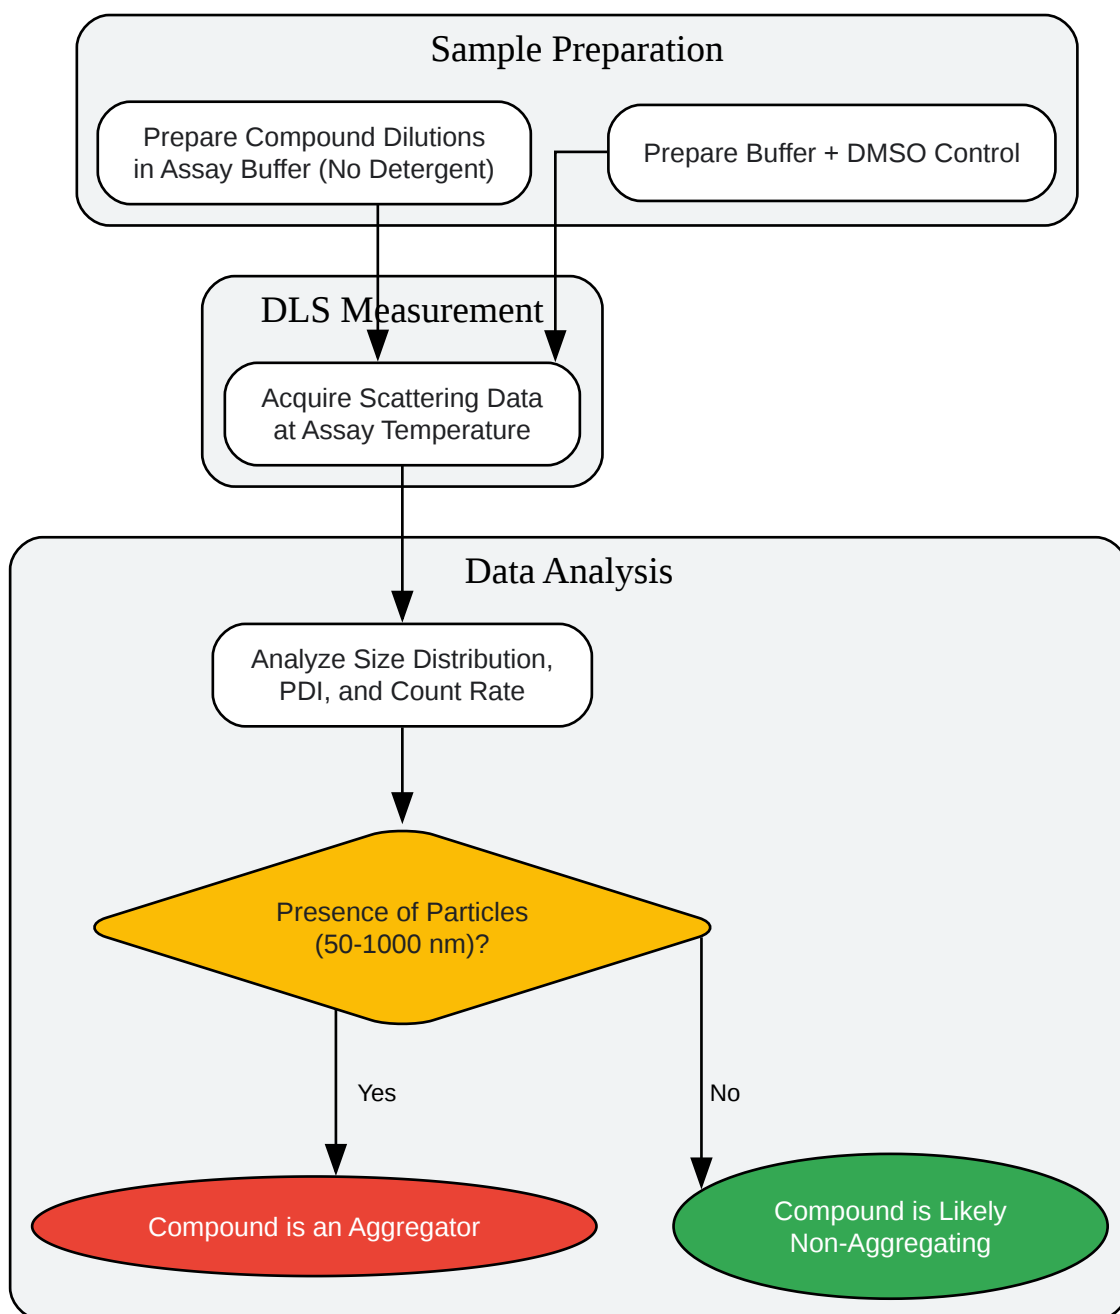 Sample Preparation
Prepare Compound Dilutions
in Assay Buffer (No Detergent)
Prepare Buffer + DMSO Control
DLS Measurement
Acquire Scattering Data
at Assay Temperature
Data Analysis
Analyze Size Distribution,
PDI, and Count Rate
Presence of Particles
(50-1000 nm)?
Yes
No
Compound is an Aggregator
Compound is Likely
Non-Aggregating